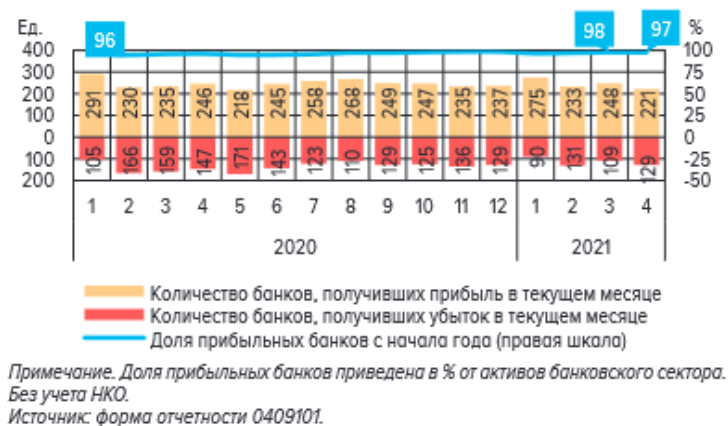 Ед. 96 98 97 %
400 100
300 75
200 50
100 25
0 0
100 -25
200 -50
291 230 235 246 218 245 258 268 249 247 235 237 275 233 248 221
105 166 159 147 171 143 123 110 129 125 136 129 90 131 109 129
1 2 3 4 5 6 7 8 9 10 11 12 1 2 3 4
2020 2021
Количество банков, получивших прибыль в текущем месяце
Количество банков, получивших убыток в текущем месяце
Доля прибыльных банков с начала года (правая шкала)
Примечание. Доля прибыльных банков приведена в % от активов банковского сектора.
Без учета НКО.
Источник: форма отчетности 0409101.